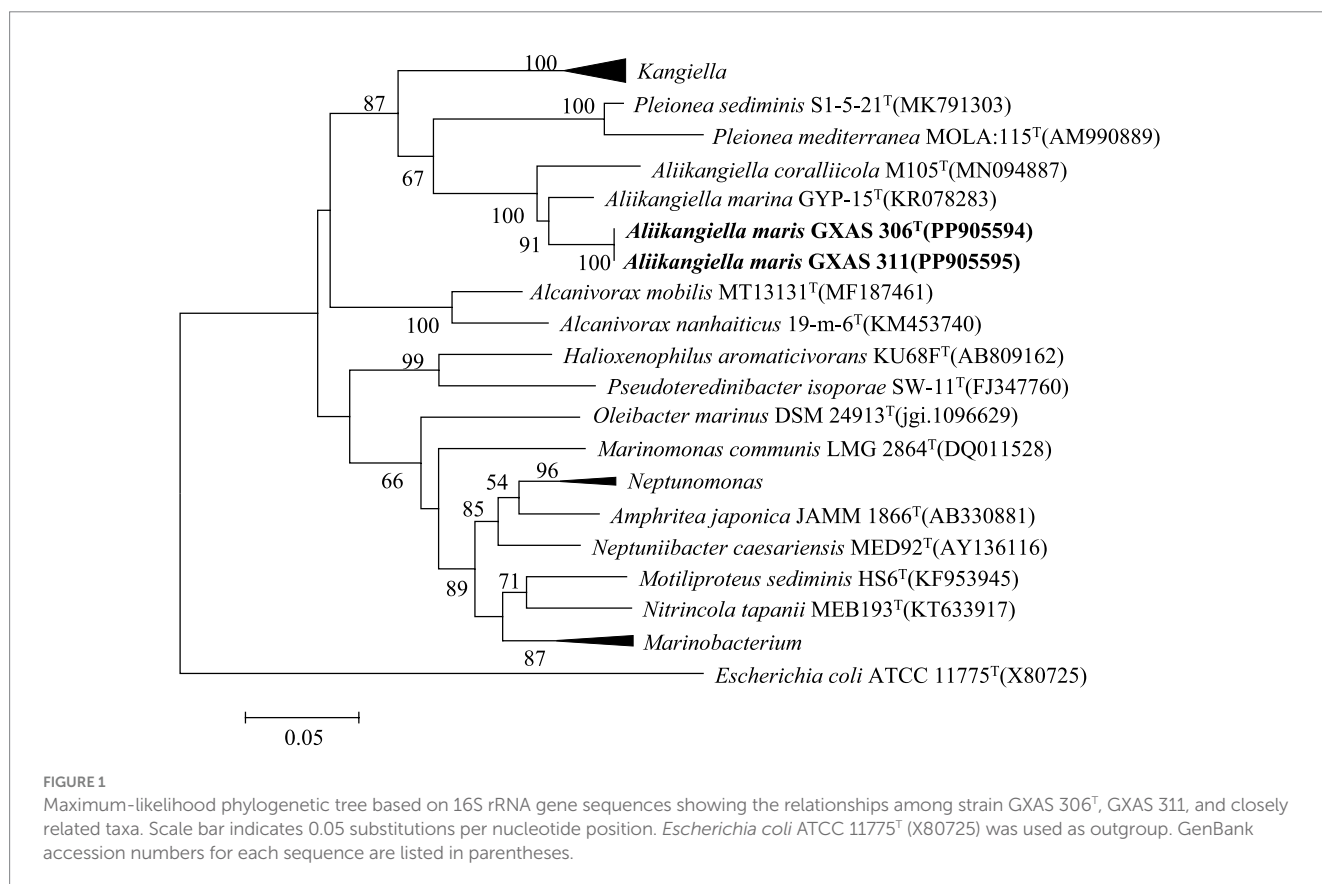 100
Kangiella
87
100
Pleionea sediminis S1-5-21ᵀ(MK791303)
Pleionea mediterranea MOLA:115ᵀ(AM990889)
67
Aliikangiella coralliicola M105ᵀ(MN094887)
Aliikangiella marina GYP-15ᵀ(KR078283)
100
Aliikangiella maris GXAS 306ᵀ(PP905594)
91
100
Aliikangiella maris GXAS 311(PP905595)
Alcanivorax mobilis MT13131ᵀ(MF187461)
100
Alcanivorax nanhaiticus 19-m-6ᵀ(KM453740)
99
Halioxenophilus aromaticivorans KU68Fᵀ(AB809162)
Pseudoteredinibacter isoporae SW-11ᵀ(FJ347760)
Oleibacter marinus DSM 24913ᵀ(jgi.1096629)
Marinomonas communis LMG 2864ᵀ(DQ011528)
66
54
96
Neptunomonas
85
Amphritea japonica JAMM 1866ᵀ(AB330881)
Neptuniibacter caesariensis MED92ᵀ(AY136116)
89
71
Motiliproteus sediminis HS6ᵀ(KF953945)
Nitrincola tapanii MEB193ᵀ(KT633917)
Marinobacterium
87
Escherichia coli ATCC 11775ᵀ(X80725)
0.05
FIGURE 1
Maximum-likelihood phylogenetic tree based on 16S rRNA gene sequences showing the relationships among strain GXAS 306ᵀ, GXAS 311, and closely
related taxa. Scale bar indicates 0.05 substitutions per nucleotide position. Escherichia coli ATCC 11775ᵀ (X80725) was used as outgroup. GenBank
accession numbers for each sequence are listed in parentheses.